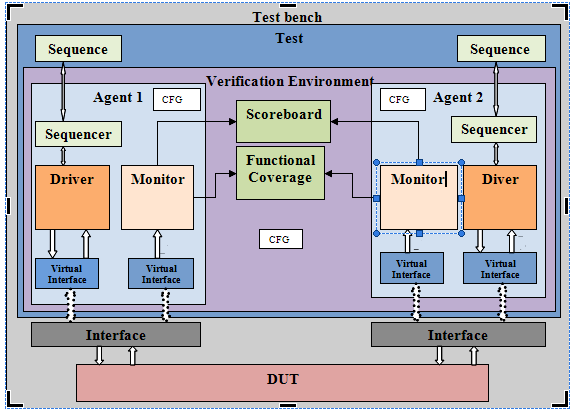 Test bench
Test
Sequence
Sequence
Verification Environment
Agent 1
CFG
Scoreboard
CFG
Agent 2
Sequencer
Sequencer
Driver
Monitor
Functional
Coverage
Monitor
Diver
CFG
Virtual
Interface
Virtual
Interface
Virtual
Interface
Virtual
Interface
Interface
Interface
DUT